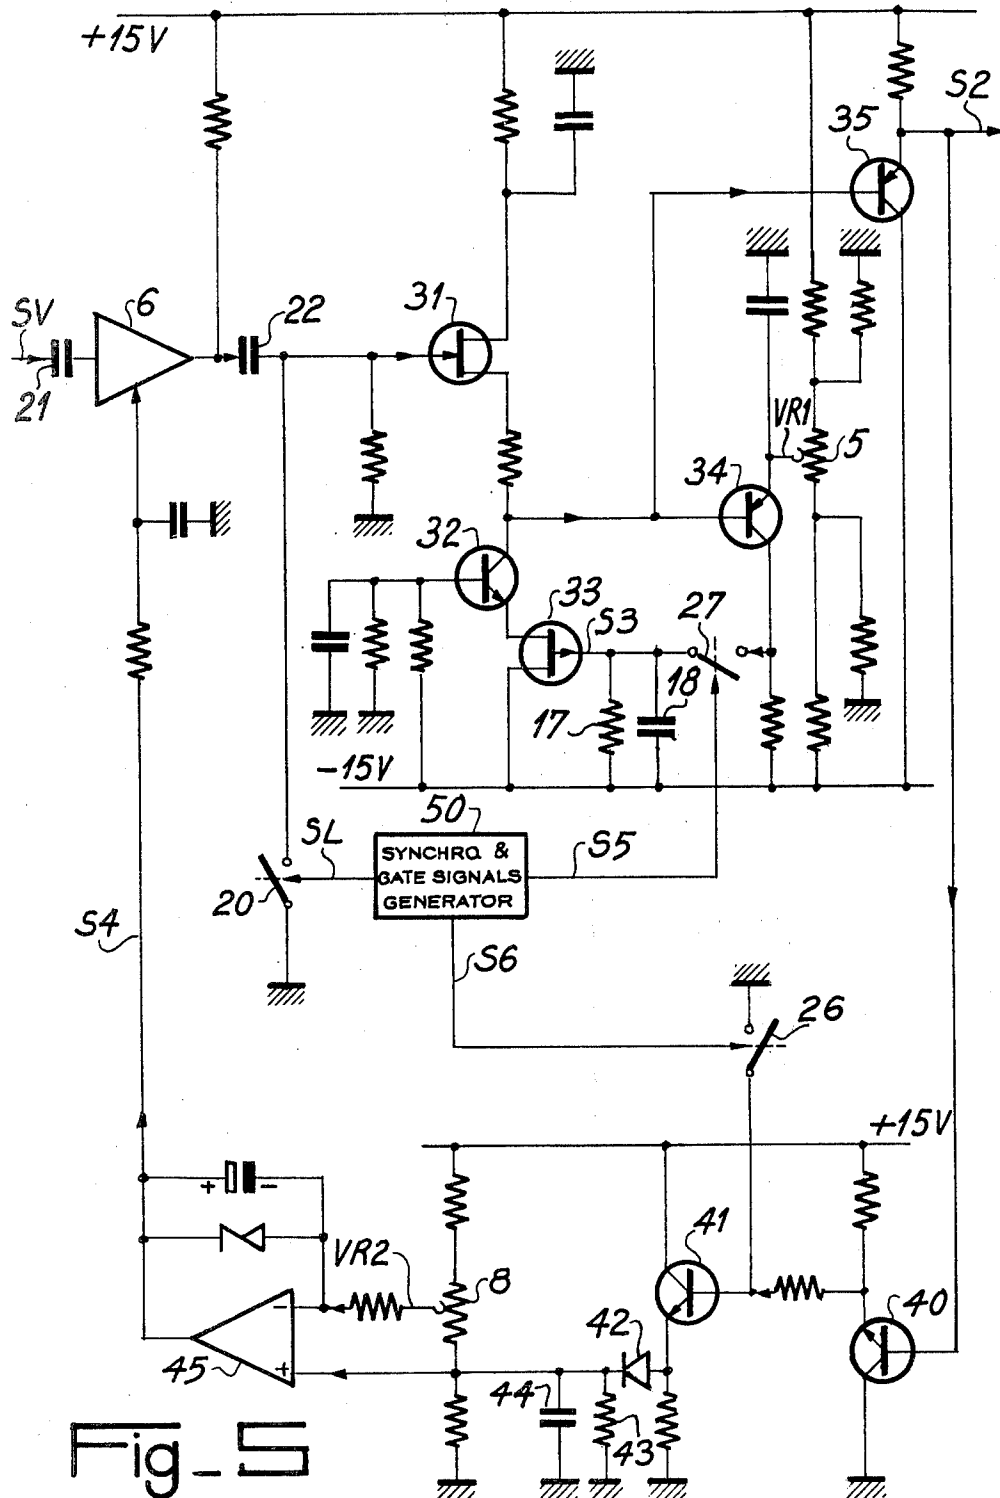 +15V
S2
35
SV
6
22
31
21
VR1
5
34
32
33
S3
27
17
18
-15V
50
SL
SYNCHRO. &
GATE SIGNALS
GENERATOR
S5
20
S4
S6
26
+15V
+
-
VR2
8
41
42
40
-
+
45
44
43
Fig_5